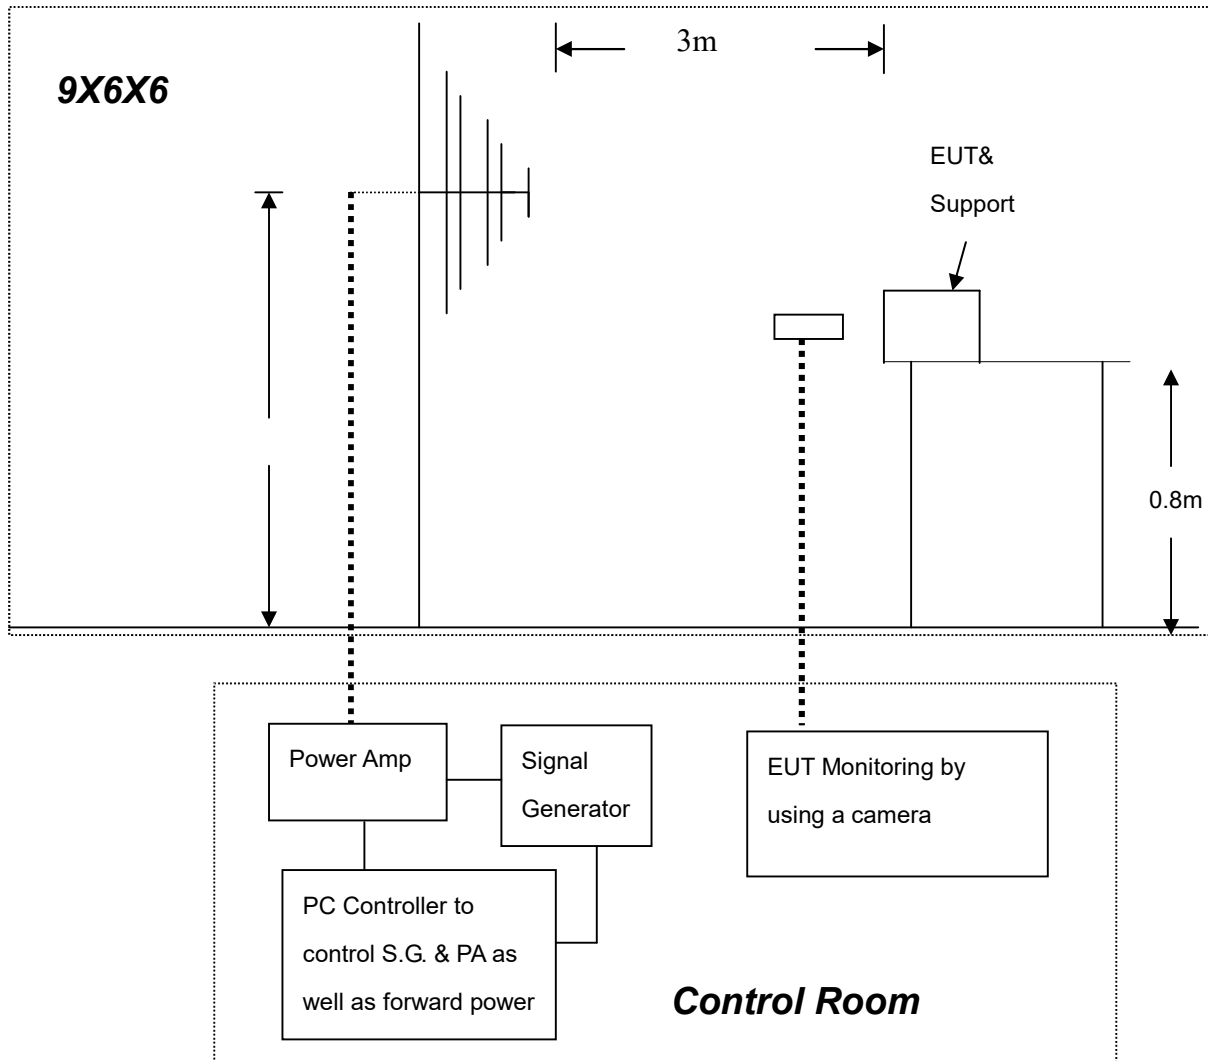 3m
9X6X6
EUT&
Support
0.8m
Power Amp
Signal
Generator
EUT Monitoring by
using a camera
PC Controller to
control S.G. & PA as
well as forward power
Control Room